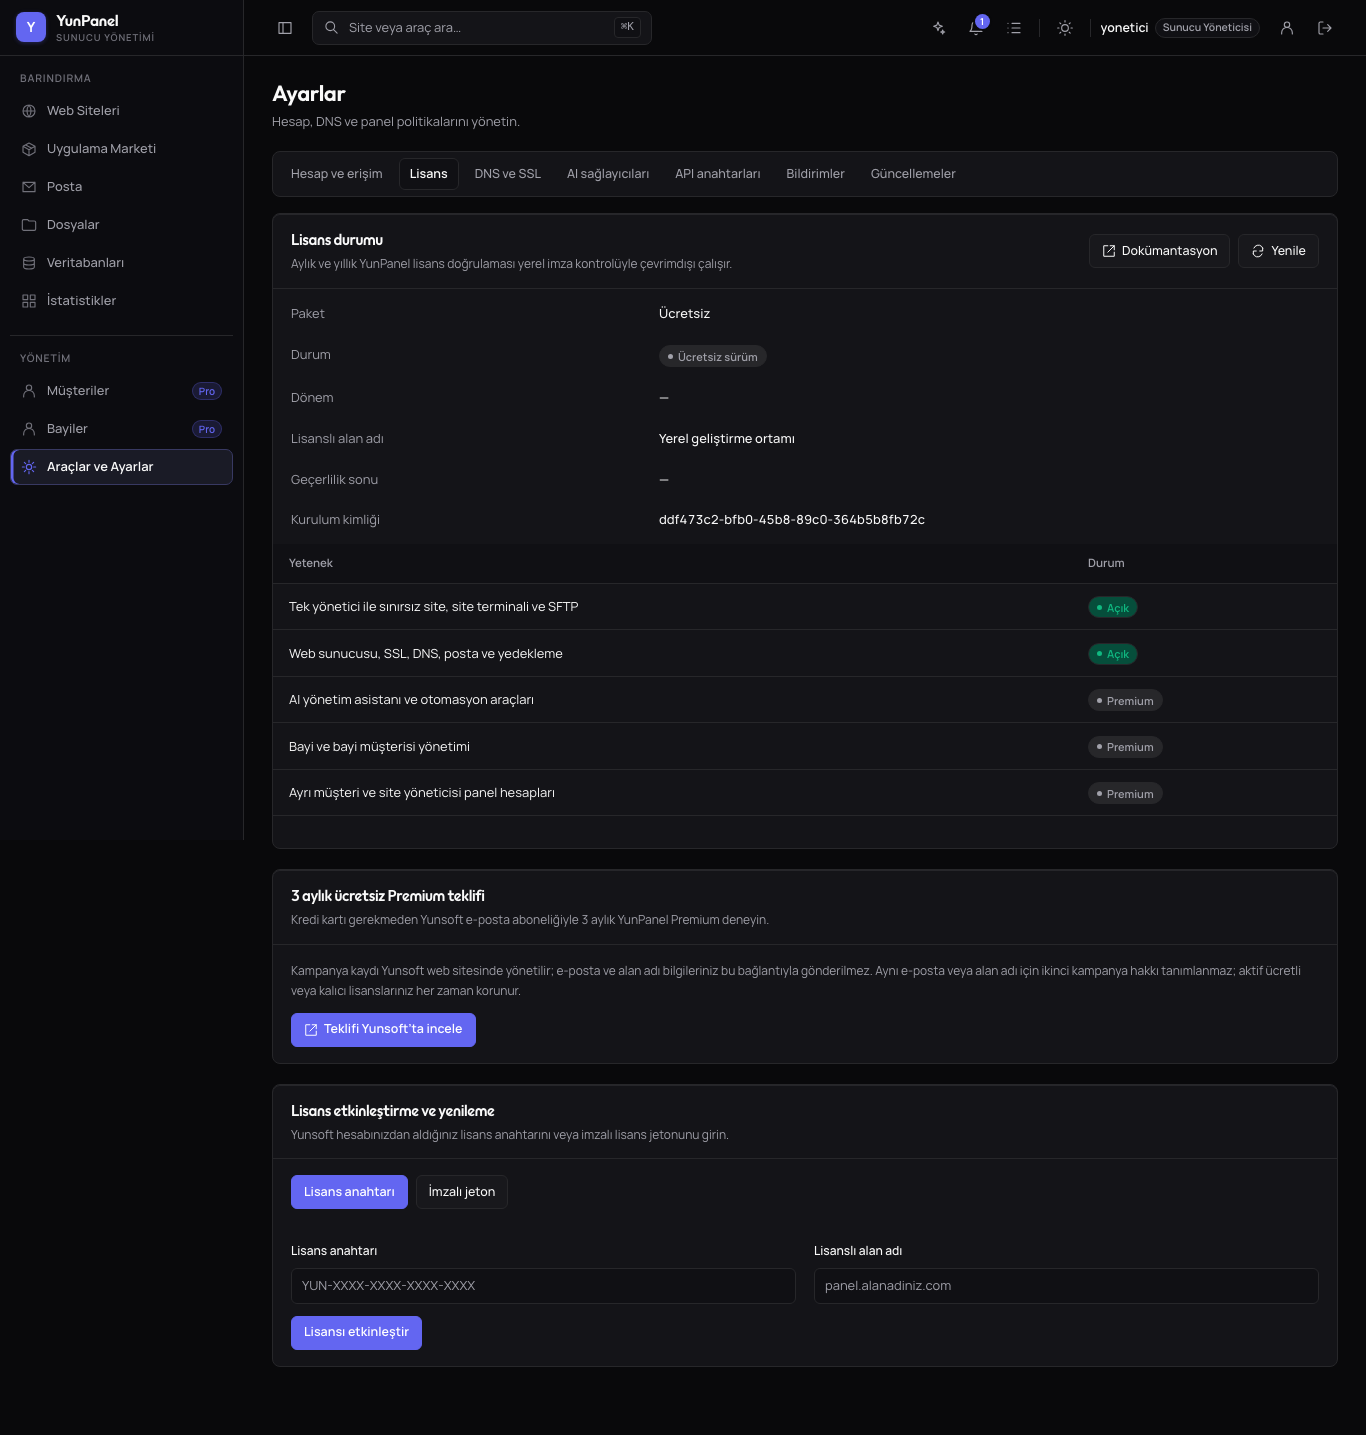 Y
YunPanel
SUNUCU YÖNETİMİ
Site veya araç ara...
⌘K
1
yonetici
Sunucu Yöneticisi
BARINDIRMA
Web Siteleri
Uygulama Marketi
Posta
Dosyalar
Veritabanları
İstatistikler
YÖNETİM
Müşteriler
Pro
Bayiler
Pro
Araçlar ve Ayarlar
Ayarlar
Hesap, DNS ve panel politikalarını yönetin.
Hesap ve erişim
Lisans
DNS ve SSL
AI sağlayıcıları
API anahtarları
Bildirimler
Güncellemeler
Lisans durumu
Aylık ve yıllık YunPanel lisans doğrulaması yerel imza kontrolüyle çevrimdışı çalışır.
Dokümantasyon
Yenile
Paket
Ücretsiz
Durum
Ücretsiz sürüm
Dönem
—
Lisanslı alan adı
Yerel geliştirme ortamı
Geçerlilik sonu
—
Kurulum kimliği
ddf473c2-bfb0-45b8-89c0-364b5b8fb72c
Yetenek
Durum
Tek yönetici ile sınırsız site, site terminali ve SFTP
Açık
Web sunucusu, SSL, DNS, posta ve yedekleme
Açık
AI yönetim asistanı ve otomasyon araçları
Premium
Bayi ve bayi müşterisi yönetimi
Premium
Ayrı müşteri ve site yöneticisi panel hesapları
Premium
3 aylık ücretsiz Premium teklifi
Kredi kartı gerekmeden Yunsoft e-posta aboneliğiyle 3 aylık YunPanel Premium deneyin.
Kampanya kaydı Yunsoft web sitesinde yönetilir; e-posta ve alan adı bilgileriniz bu bağlantıyla gönderilmez. Aynı e-posta veya alan adı için ikinci kampanya hakkı tanımlanmaz; aktif ücretli
veya kalıcı lisanslarınız her zaman korunur.
Teklifi Yunsoft'ta incele
Lisans etkinleştirme ve yenileme
Yunsoft hesabınızdan aldığınız lisans anahtarını veya imzalı lisans jetonunu girin.
Lisans anahtarı
İmzalı jeton
Lisans anahtarı
Lisanslı alan adı
YUN-XXXX-XXXX-XXXX-XXXX
panel.alanadiniz.com
Lisansı etkinleştir